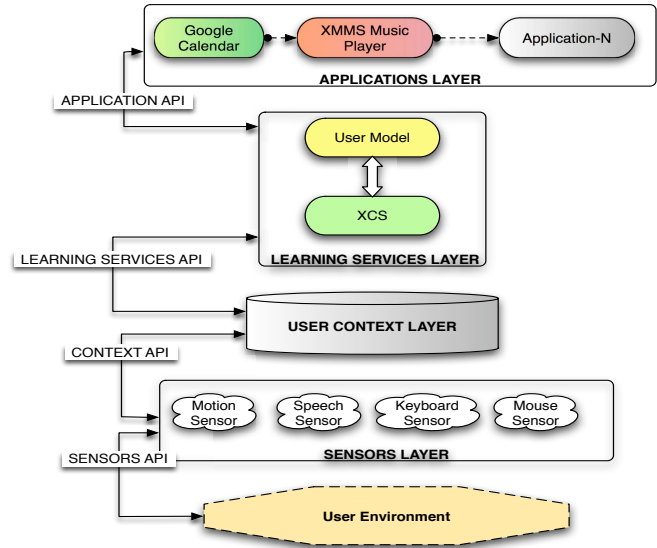 Google
Calendar
XMMS Music
Player
Application-N
APPLICATIONS LAYER
APPLICATION API
User Model
XCS
LEARNING SERVICES LAYER
LEARNING SERVICES API
USER CONTEXT LAYER
CONTEXT API
Motion
Sensor
Speech
Sensor
Keyboard
Sensor
Mouse
Sensor
SENSORS LAYER
SENSORS API
User Environment